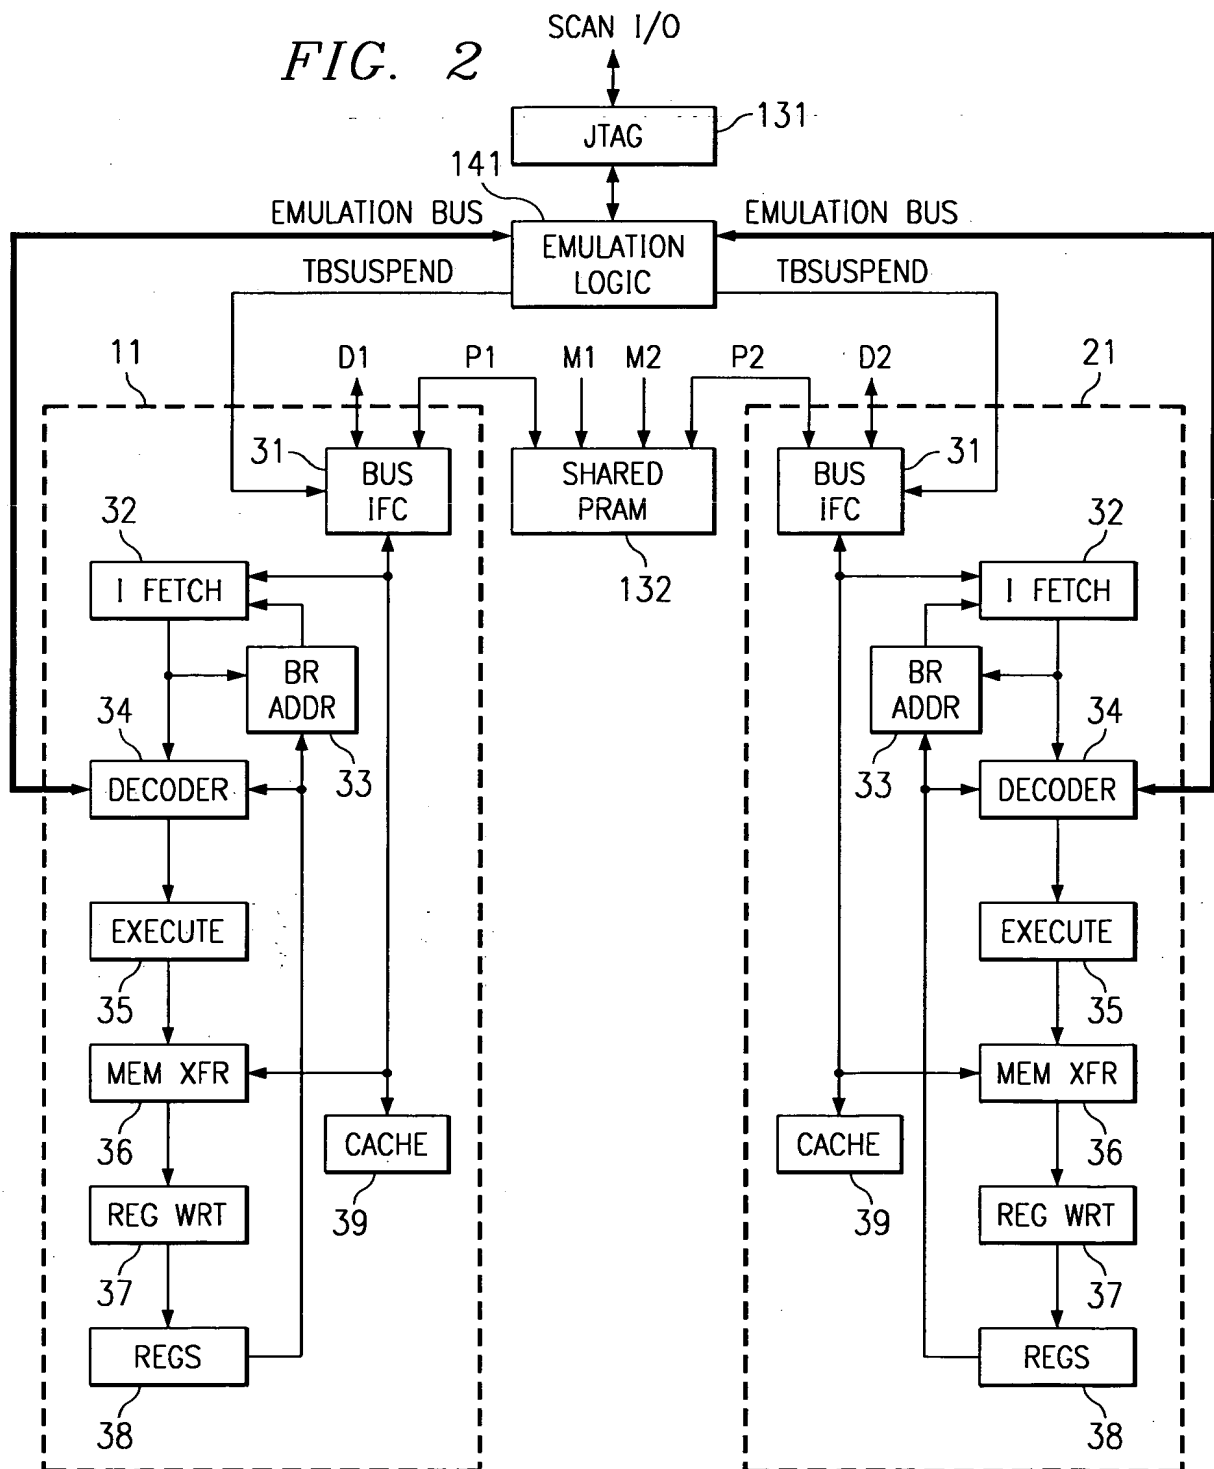 SCAN I/O
FIG. 2
JTAG
131
141
EMULATION BUS
EMULATION BUS
EMULATION
LOGIC
TBSUSPEND
TBSUSPEND
11
D1
P1
M1
M2
P2
D2
21
31
BUS
IFC
SHARED
PRAM
BUS
IFC
31
32
I FETCH
132
32
I FETCH
BR
ADDR
BR
ADDR
34
DECODER
33
33
34
DECODER
EXECUTE
EXECUTE
35
35
MEM XFR
MEM XFR
36
CACHE
CACHE
36
REG WRT
39
39
REG WRT
37
37
REGS
REGS
38
38